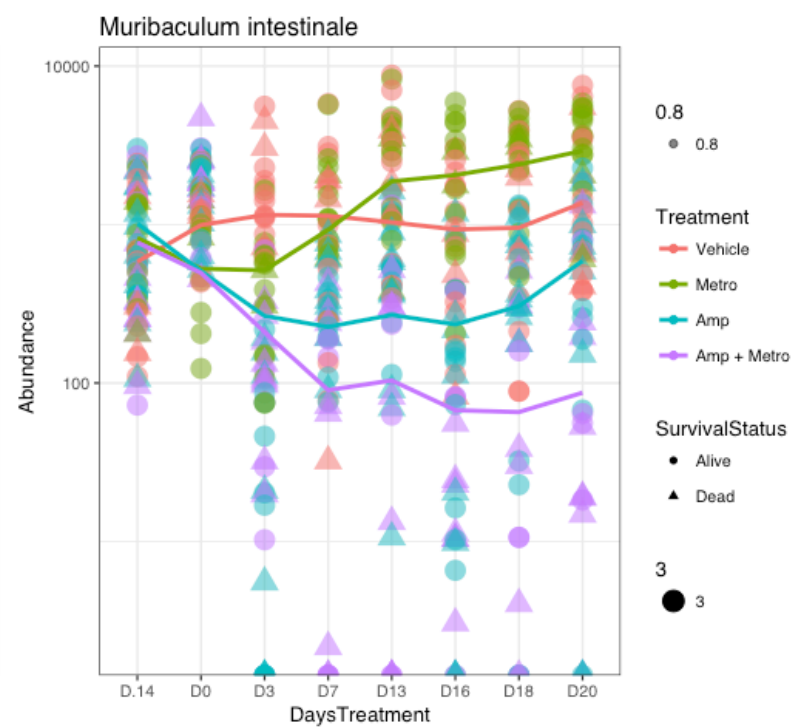 Muribaculum intestinale
10000
100
Abundance
D.14 D0 D3 D7 D13 D16 D18 D20
DaysTreatment
0.8
0.8
Treatment
Vehicle
Metro
Amp
Amp + Metro
SurvivalStatus
Alive
Dead
3
3